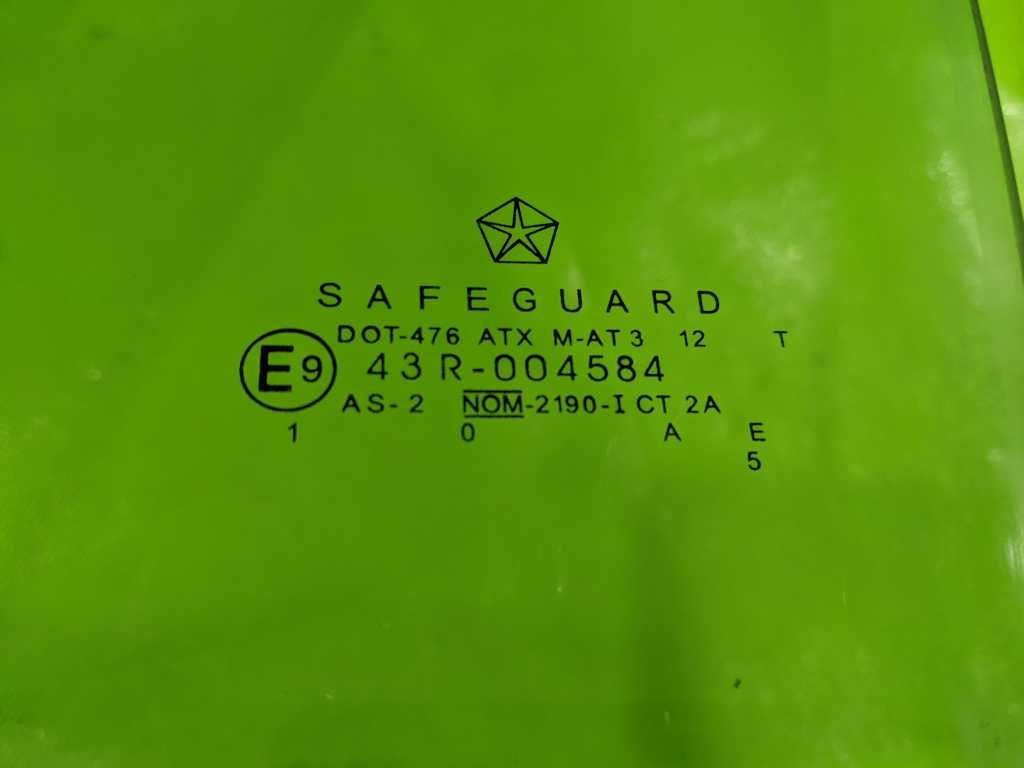 SAFEGUARD
DOT-476 ATX M-AT3 12 T
E9 43R-004584
AS-2 NOM-2190-I CT 2A
1 0 A E
5